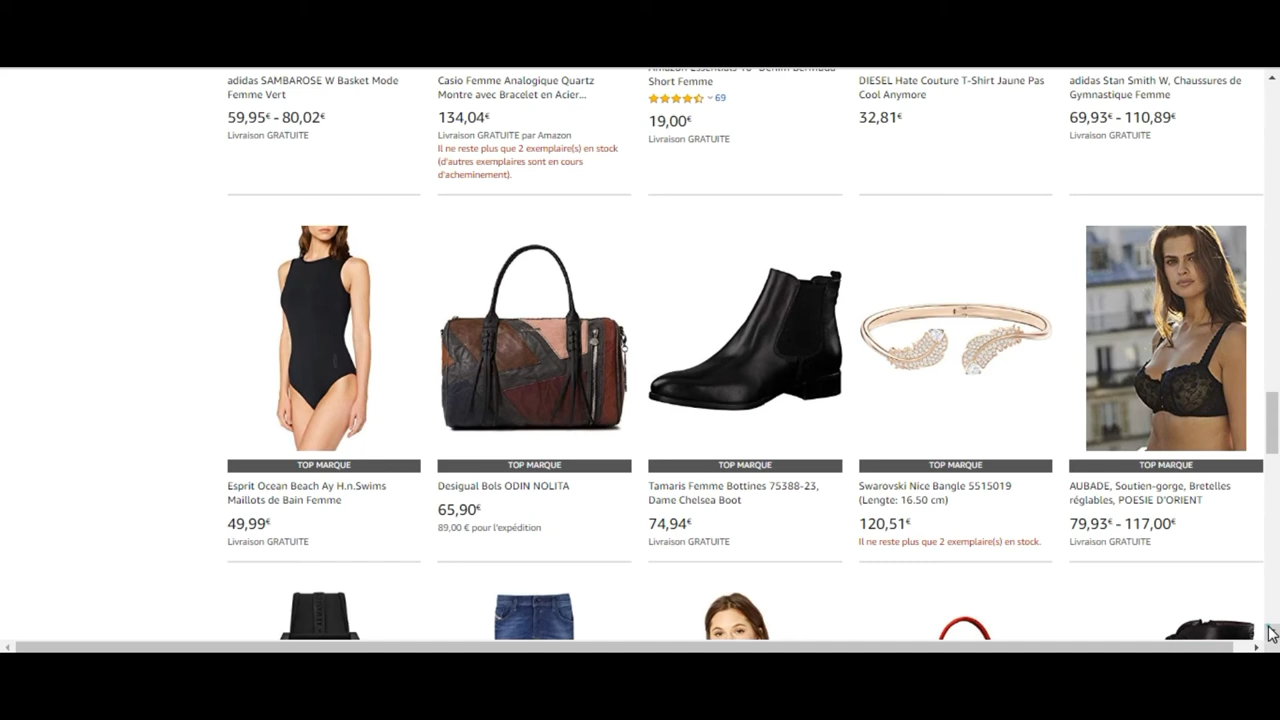 adidas SAMBAROSE W Basket Mode
Femme Vert
59,95€ - 80,02€
Livraison GRATUITE
Casio Femme Analogique Quartz
Montre avec Bracelet en Acier...
134,04€
Livraison GRATUITE par Amazon
Il ne reste plus que 2 exemplaire(s) en stock
(d'autres exemplaires sont en cours
d'acheminement).
Short Femme
69
19,00€
Livraison GRATUITE
DIESEL Hate Couture T-Shirt Jaune Pas
Cool Anymore
32,81€
adidas Stan Smith W, Chaussures de
Gymnastique Femme
69,93€ - 110,89€
Livraison GRATUITE
TOP MARQUE
Esprit Ocean Beach Ay H.n.Swims
Maillots de Bain Femme
49,99€
Livraison GRATUITE
TOP MARQUE
Desigual Bols ODIN NOLITA
65,90€
89,00 € pour l'expédition
TOP MARQUE
Tamaris Femme Bottines 75388-23,
Dame Chelsea Boot
74,94€
Livraison GRATUITE
TOP MARQUE
Swarovski Nice Bangle 5515019
(Lengte: 16.50 cm)
120,51€
Il ne reste plus que 2 exemplaire(s) en stock.
TOP MARQUE
AUBADE, Soutien-gorge, Bretelles
réglables, POESIE D'ORIENT
79,93€ - 117,00€
Livraison GRATUITE